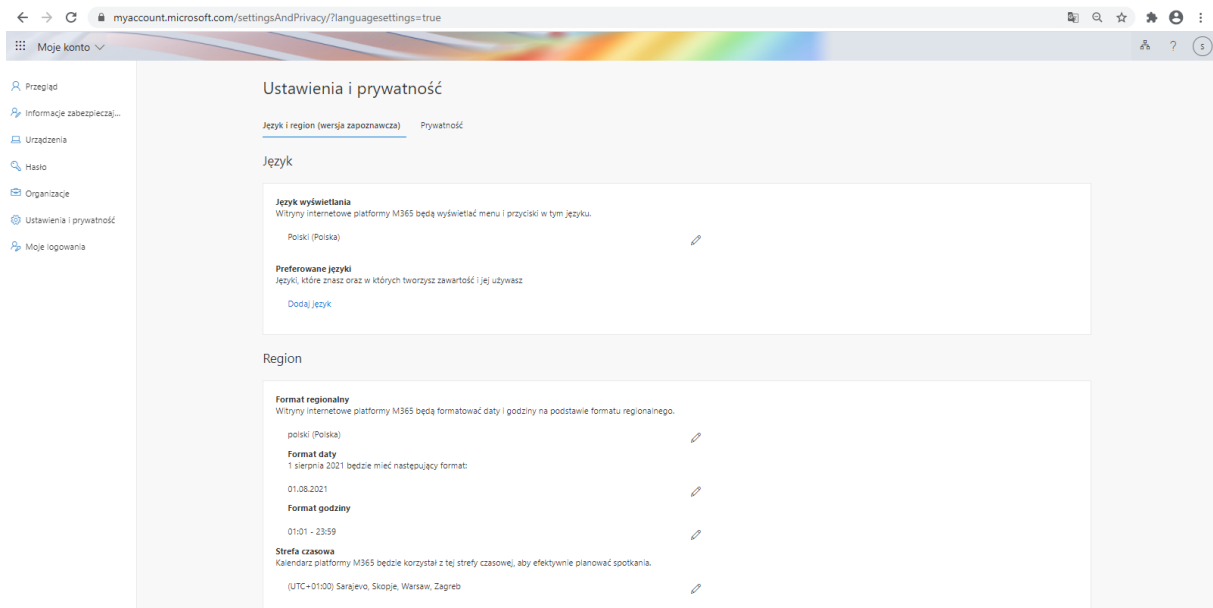 myaccount.microsoft.com/settingsAndPrivacy/?languagesettings=true
Moje konto
?
s
Przegląd
Informacje zabezpieczaj...
Urządzenia
Hasło
Organizacje
Ustawienia i prywatność
Moje logowania
Ustawienia i prywatność
Język i region (wersja zapoznawcza) Prywatność
Język
Język wyświetlania
Witryny internetowe platformy M365 będą wyświetlać menu i przyciski w tym języku.
Polski (Polska)
Preferowane języki
Języki, które znasz oraz w których tworzysz zawartość i jej używasz
Dodaj język
Region
Format regionalny
Witryny internetowe platformy M365 będą formatować daty i godziny na podstawie formatu regionalnego.
polski (Polska)
Format daty
1 sierpnia 2021 będzie mieć następujący format:
01.08.2021
Format godziny
01:01 - 23:59
Strefa czasowa
Kalendarz platformy M365 będzie korzystał z tej strefy czasowej, aby efektywnie planować spotkania.
(UTC+01:00) Sarajevo, Skopje, Warsaw, Zagreb